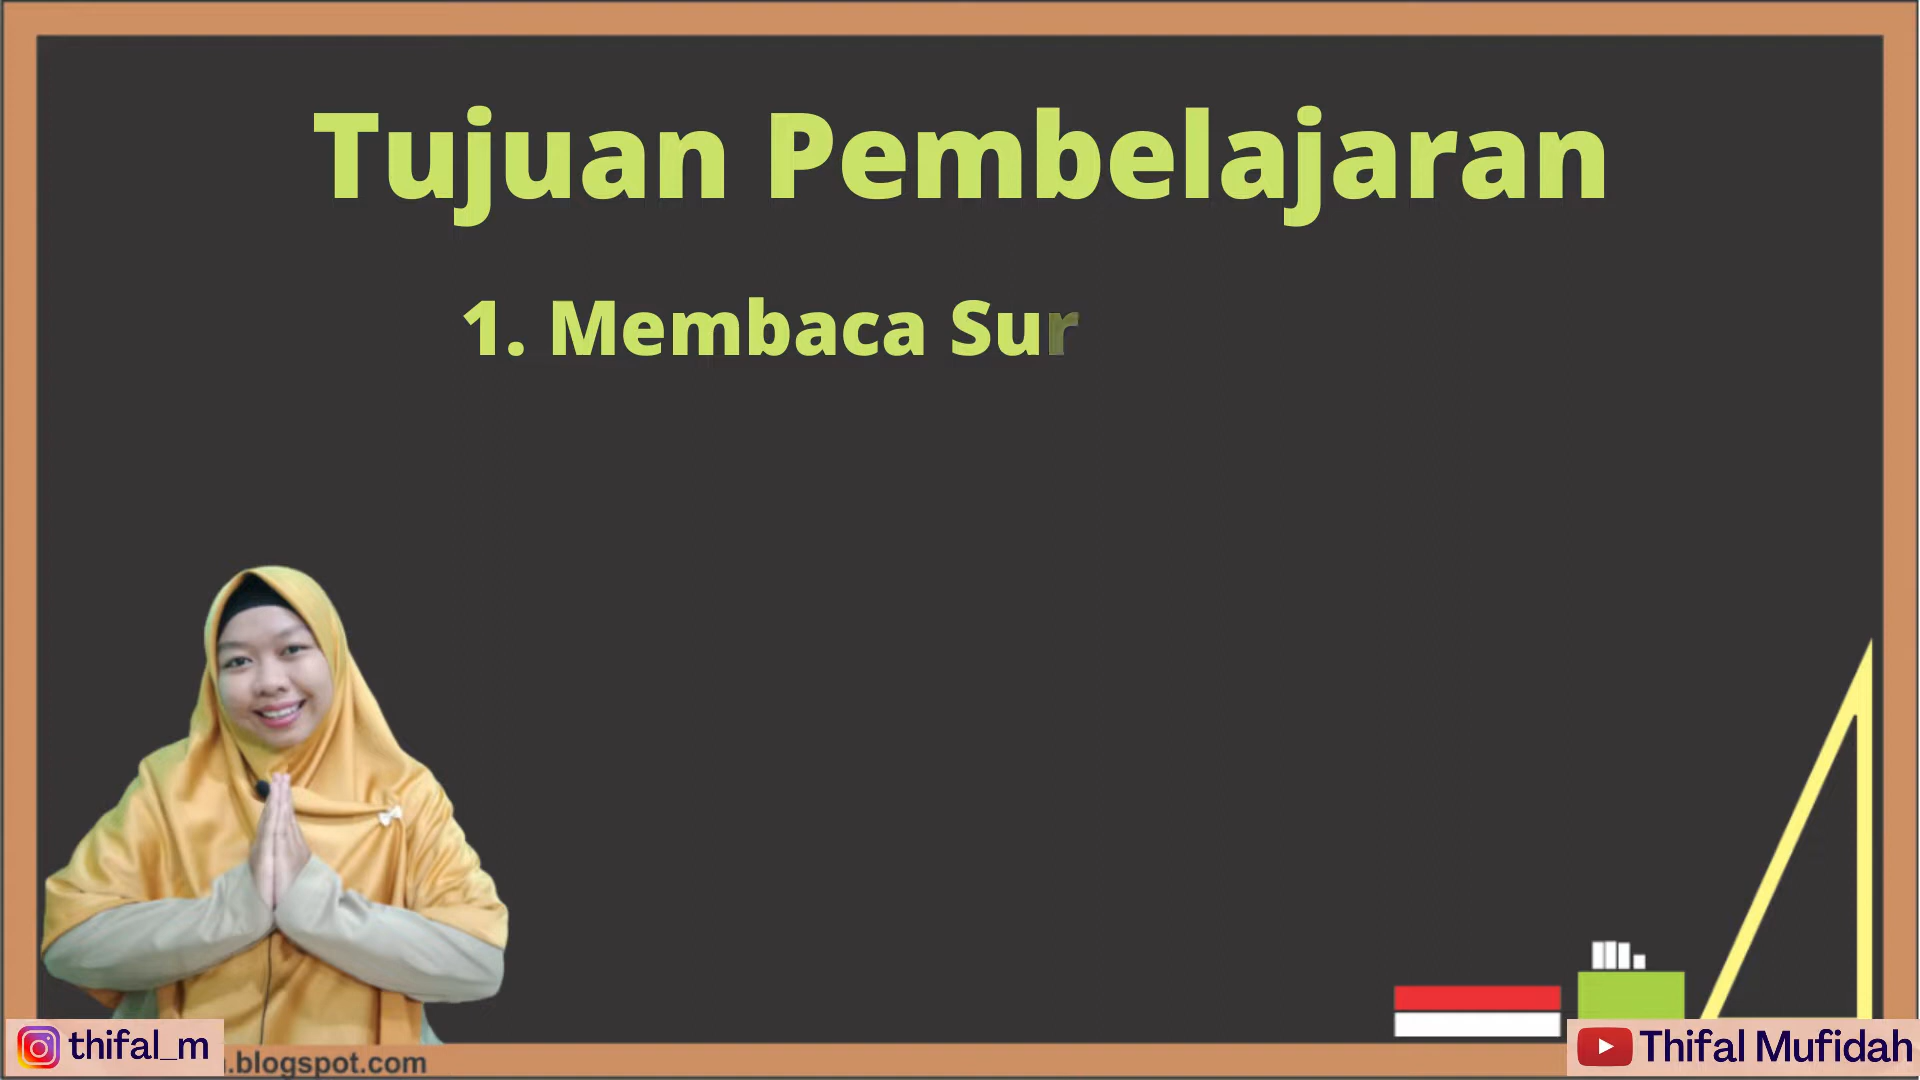 Tujuan Pembelajaran
1. Membaca Sur
thifal_m
.blogspot.com
Thifal Mufidah